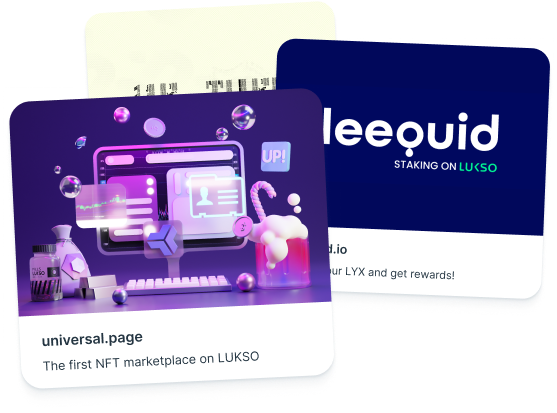 UP!
leequid
STAKING ON LUKSO
d.io
our LYX and get rewards!
universal.page
The first NFT marketplace on LUKSO